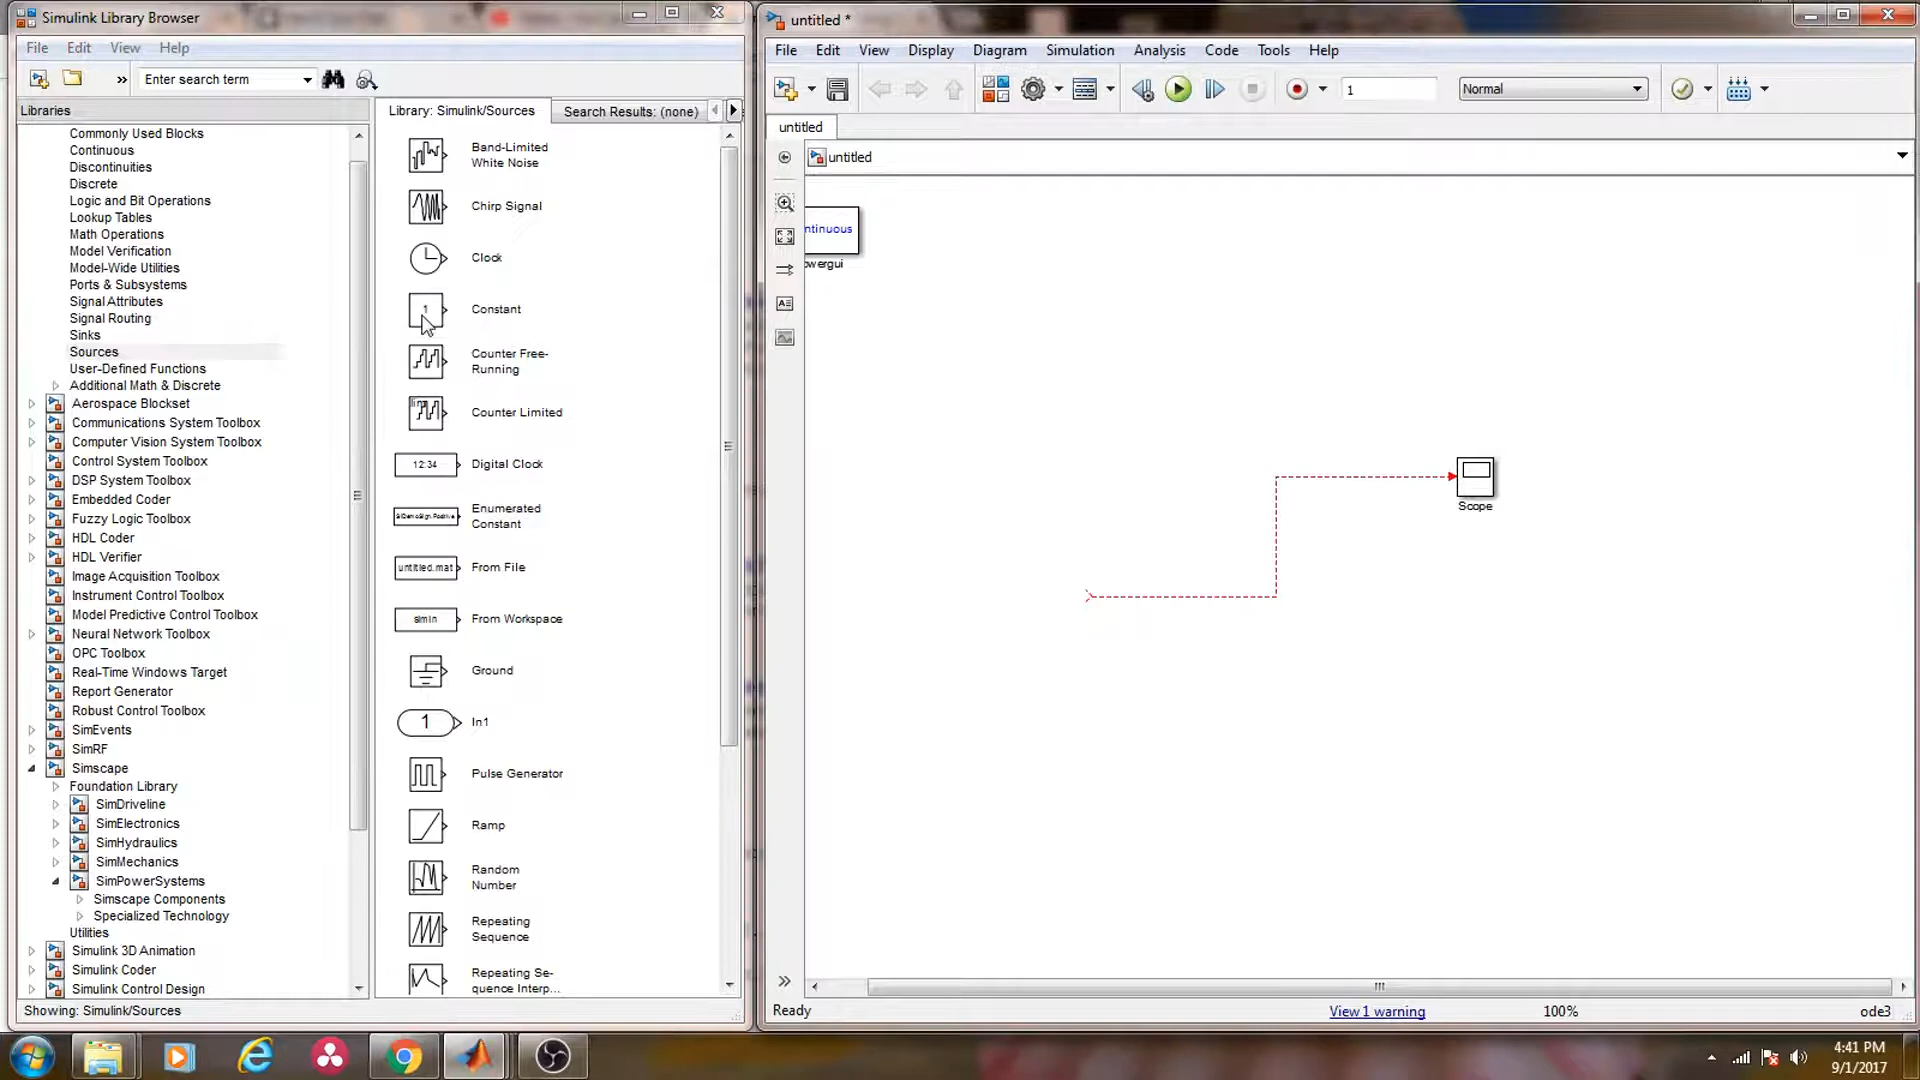 Simulink Library Browser
File Edit View Help
» Enter search term
Libraries
Commonly Used Blocks
Continuous
Discontinuities
Discrete
Logic and Bit Operations
Lookup Tables
Math Operations
Model Verification
Model-Wide Utilities
Ports & Subsystems
Signal Attributes
Signal Routing
Sinks
Sources
User-Defined Functions
Additional Math & Discrete
Aerospace Blockset
Communications System Toolbox
Computer Vision System Toolbox
Control System Toolbox
DSP System Toolbox
Embedded Coder
Fuzzy Logic Toolbox
HDL Coder
HDL Verifier
Image Acquisition Toolbox
Instrument Control Toolbox
Model Predictive Control Toolbox
Neural Network Toolbox
OPC Toolbox
Real-Time Windows Target
Report Generator
Robust Control Toolbox
SimEvents
SimRF
Simscape
Foundation Library
SimDriveline
SimElectronics
SimHydraulics
SimMechanics
SimPowerSystems
Simscape Components
Specialized Technology
Utilities
Simulink 3D Animation
Simulink Coder
Simulink Control Design
Showing: Simulink/Sources
Library: Simulink/Sources Search Results: (none)
Band-Limited
White Noise
Chirp Signal
Clock
1 Constant
Counter Free-
Running
Counter Limited
12:34 Digital Clock
Enumerated
Constant
untitled.mat From File
simin From Workspace
Ground
1 In1
Pulse Generator
Ramp
Random
Number
Repeating
Sequence
Repeating Se-
quence Interp...
untitled *
File Edit View Display Diagram Simulation Analysis Code Tools Help
1 Normal
untitled
untitled
ntinuous
owergui
Scope
Ready View 1 warning 100% ode3
4:41 PM
9/1/2017